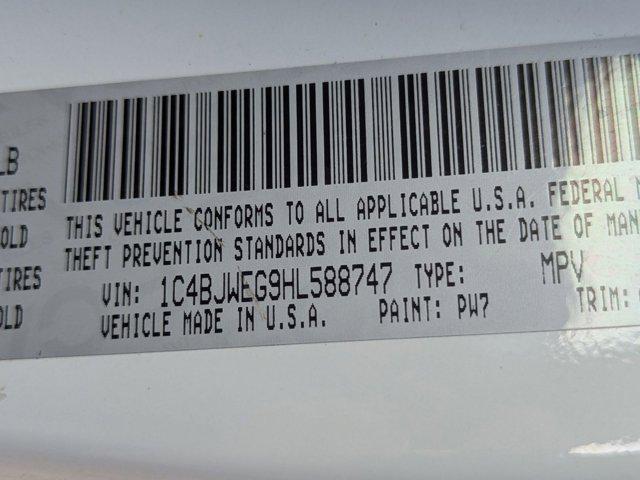 LB
TIRES
OLD
TIRES
OLD
THIS VEHICLE CONFORMS TO ALL APPLICABLE U.S.A. FEDERAL M
THEFT PREVENTION STANDARDS IN EFFECT ON THE DATE OF MAN
VIN: 1C4BJWEG9HL588747 TYPE: MPV
VEHICLE MADE IN U.S.A. PAINT: PW7 TRIM: